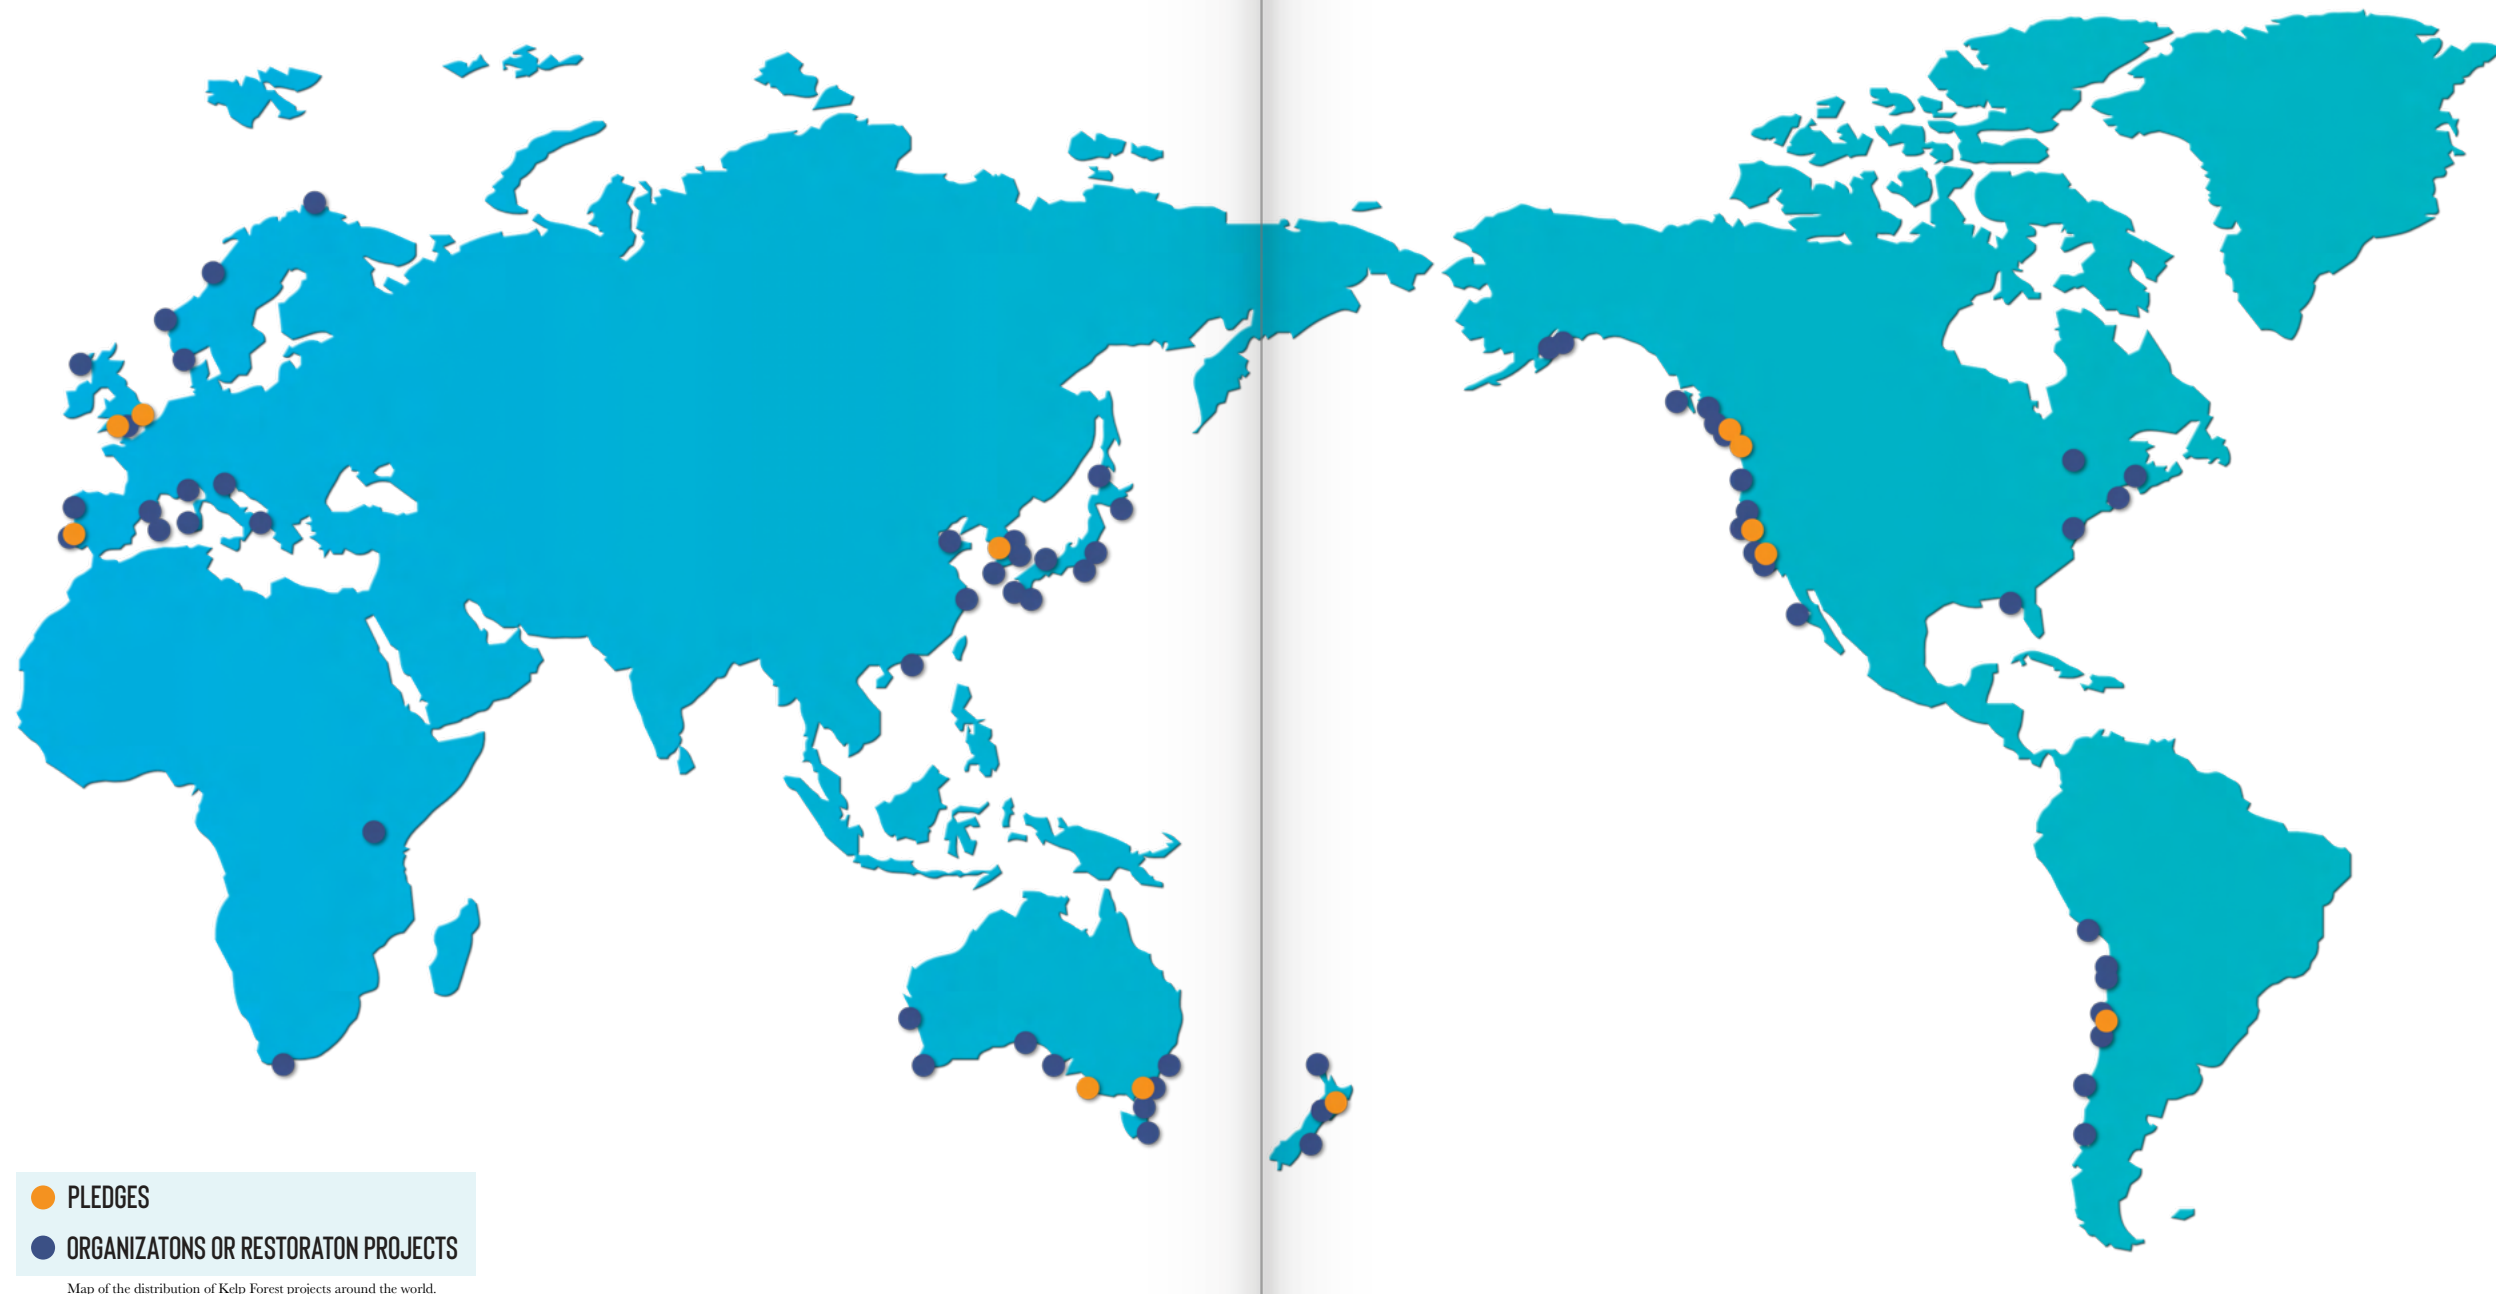 PLEDGES
ORGANIZATONS OR RESTORATON PROJECTS
Map of the distribution of Kelp Forest projects around the world.